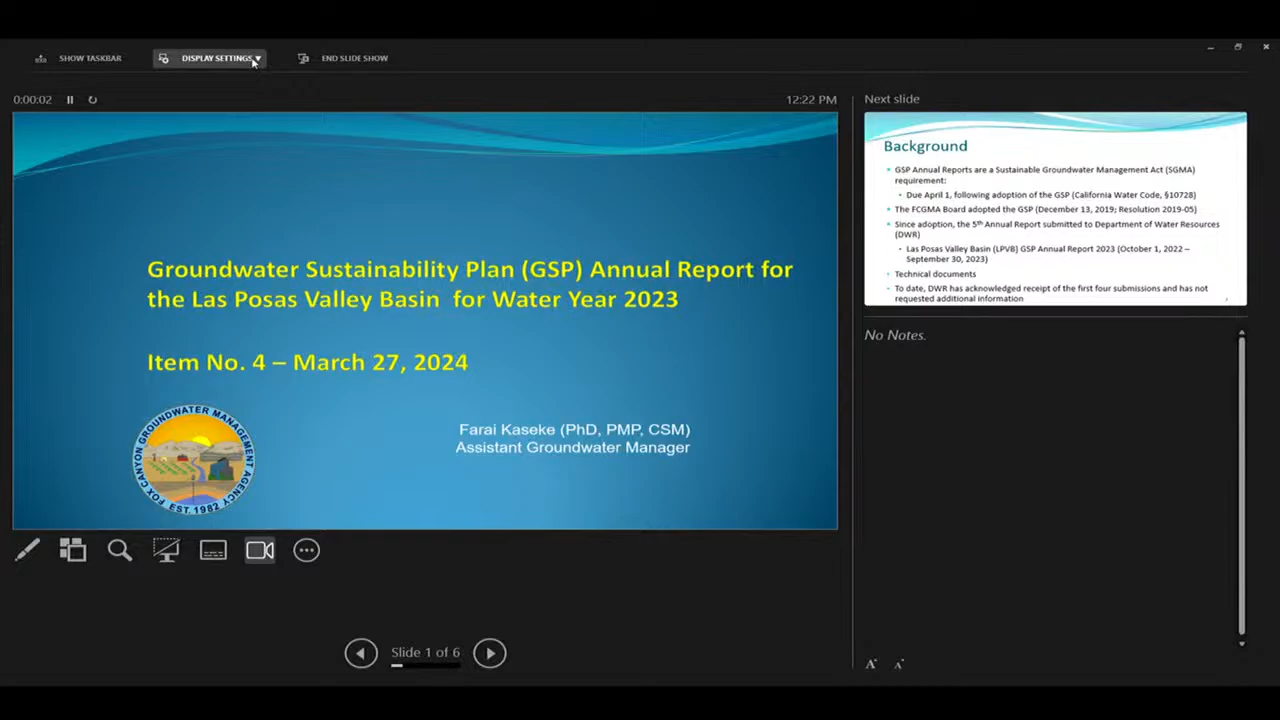 SHOW TASKBAR
DISPLAY SETTINGS
END SLIDE SHOW
0:00:02
12:22 PM
Groundwater Sustainability Plan (GSP) Annual Report for
the Las Posas Valley Basin for Water Year 2023
Item No. 4 – March 27, 2024
FOX CANYON GROUNDWATER MANAGEMENT AGENCY
EST. 1982
Farai Kaseke (PhD, PMP, CSM)
Assistant Groundwater Manager
Slide 1 of 6
Next slide
Background
GSP Annual Reports are a Sustainable Groundwater Management Act (SGMA)
requirement:
Due April 1, following adoption of the GSP (California Water Code, §10728)
The FCGMA Board adopted the GSP (December 13, 2019; Resolution 2019-05)
Since adoption, the 5th Annual Report submitted to Department of Water Resources
(DWR)
Las Posas Valley Basin (LPVB) GSP Annual Report 2023 (October 1, 2022 –
September 30, 2023)
Technical documents
To date, DWR has acknowledged receipt of the first four submissions and has not
requested additional information
No Notes.
A A